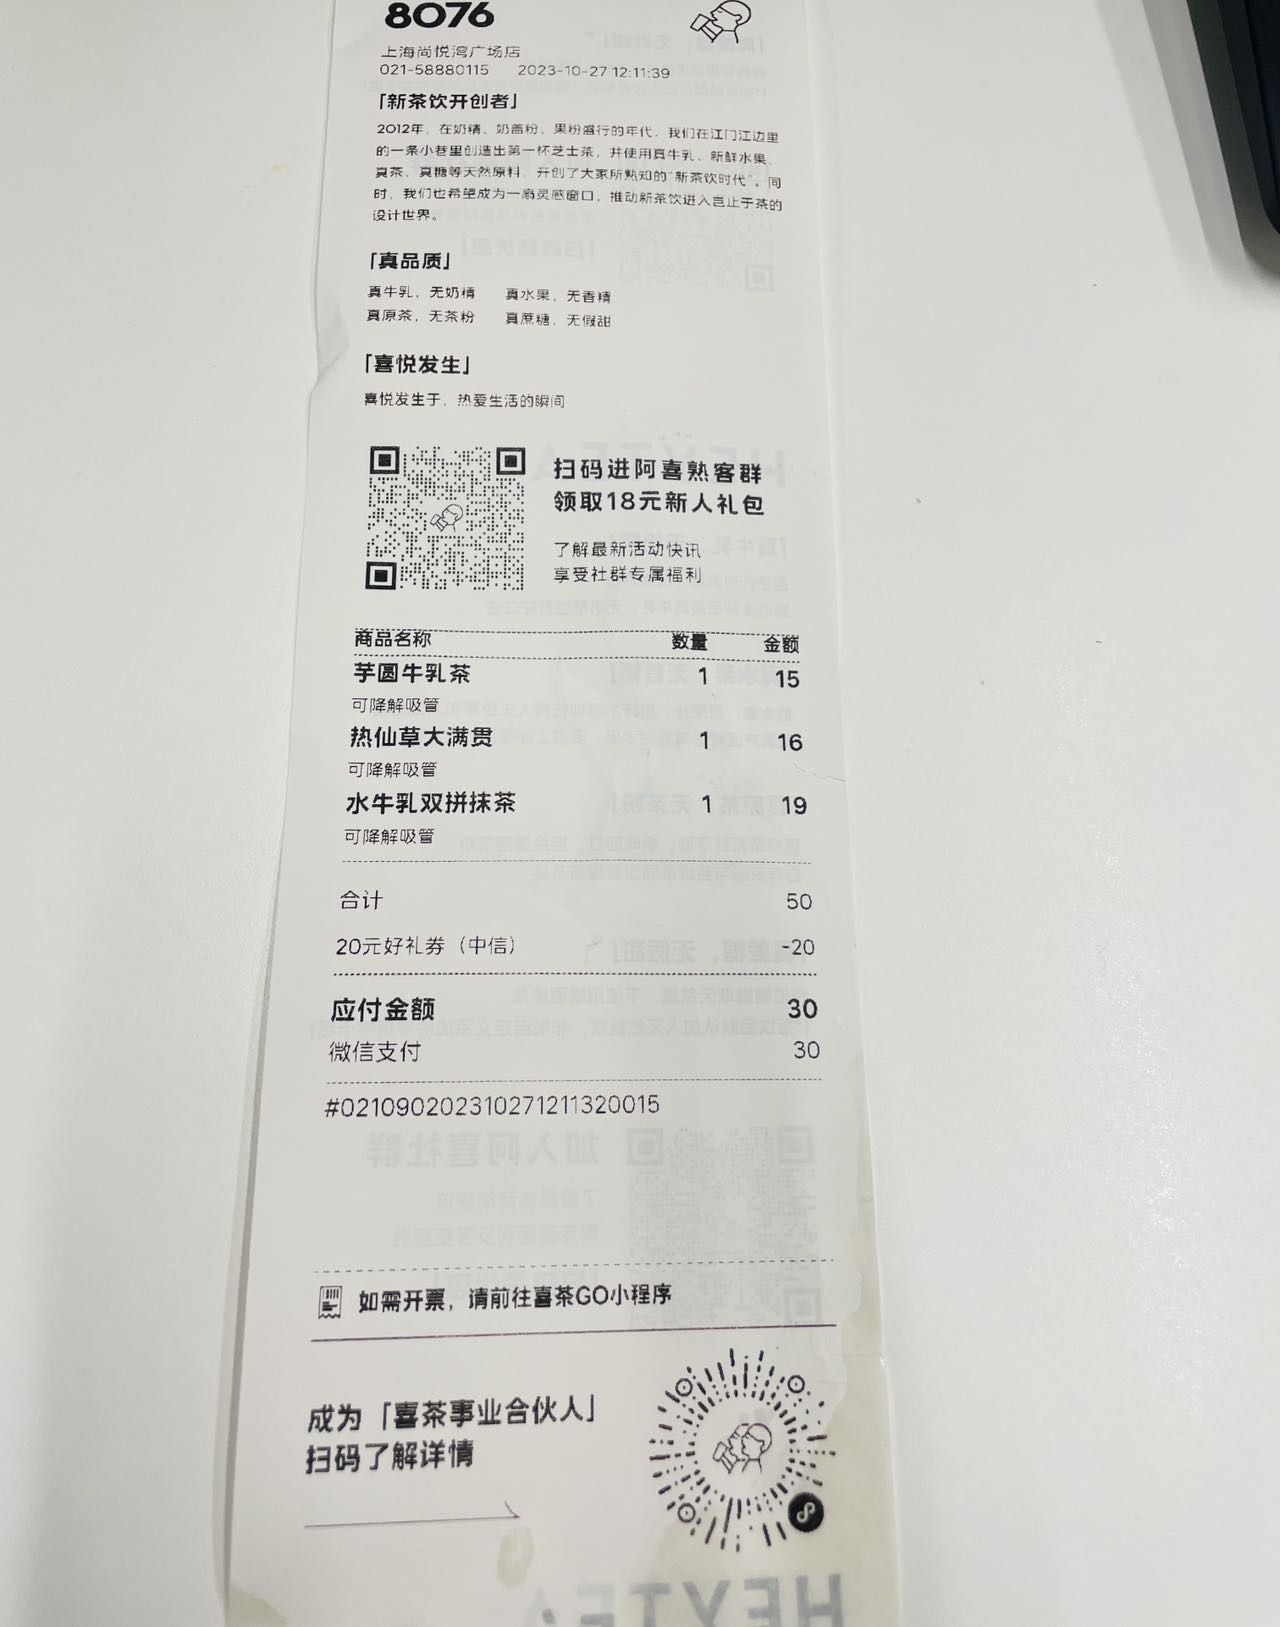 8076
上海尚悦湾广场店
021-58880115 2023-10-27 12:11:39
「新茶饮开创者」
2012年，在奶精、奶盖粉、果粉盛行的年代，我们在江门江边里
的一条小巷里创造出第一杯芝士茶，并使用真牛乳、新鲜水果、
真茶、真糖等天然原料，开创了大家所熟知的"新茶饮时代"。同
时，我们也希望成为一扇灵感窗口，推动新茶饮进入岂止于茶的
设计世界。
「真品质」
真牛乳，无奶精 真水果，无香精
真原茶，无茶粉 真蔗糖，无假甜
「喜悦发生」
喜悦发生于，热爱生活的瞬间
扫码进阿喜熟客群
领取18元新人礼包
了解最新活动快讯
享受社群专属福利
商品名称 数量 金额
芋圆牛乳茶 1 15
可降解吸管
热仙草大满贯 1 16
可降解吸管
水牛乳双拼抹茶 1 19
可降解吸管
合计 50
20元好礼券（中信） -20
应付金额 30
微信支付 30
#02109020231027121132001​5
如需开票，请前往喜茶GO小程序
成为「喜茶事业合伙人」
扫码了解详情
HEYTEA